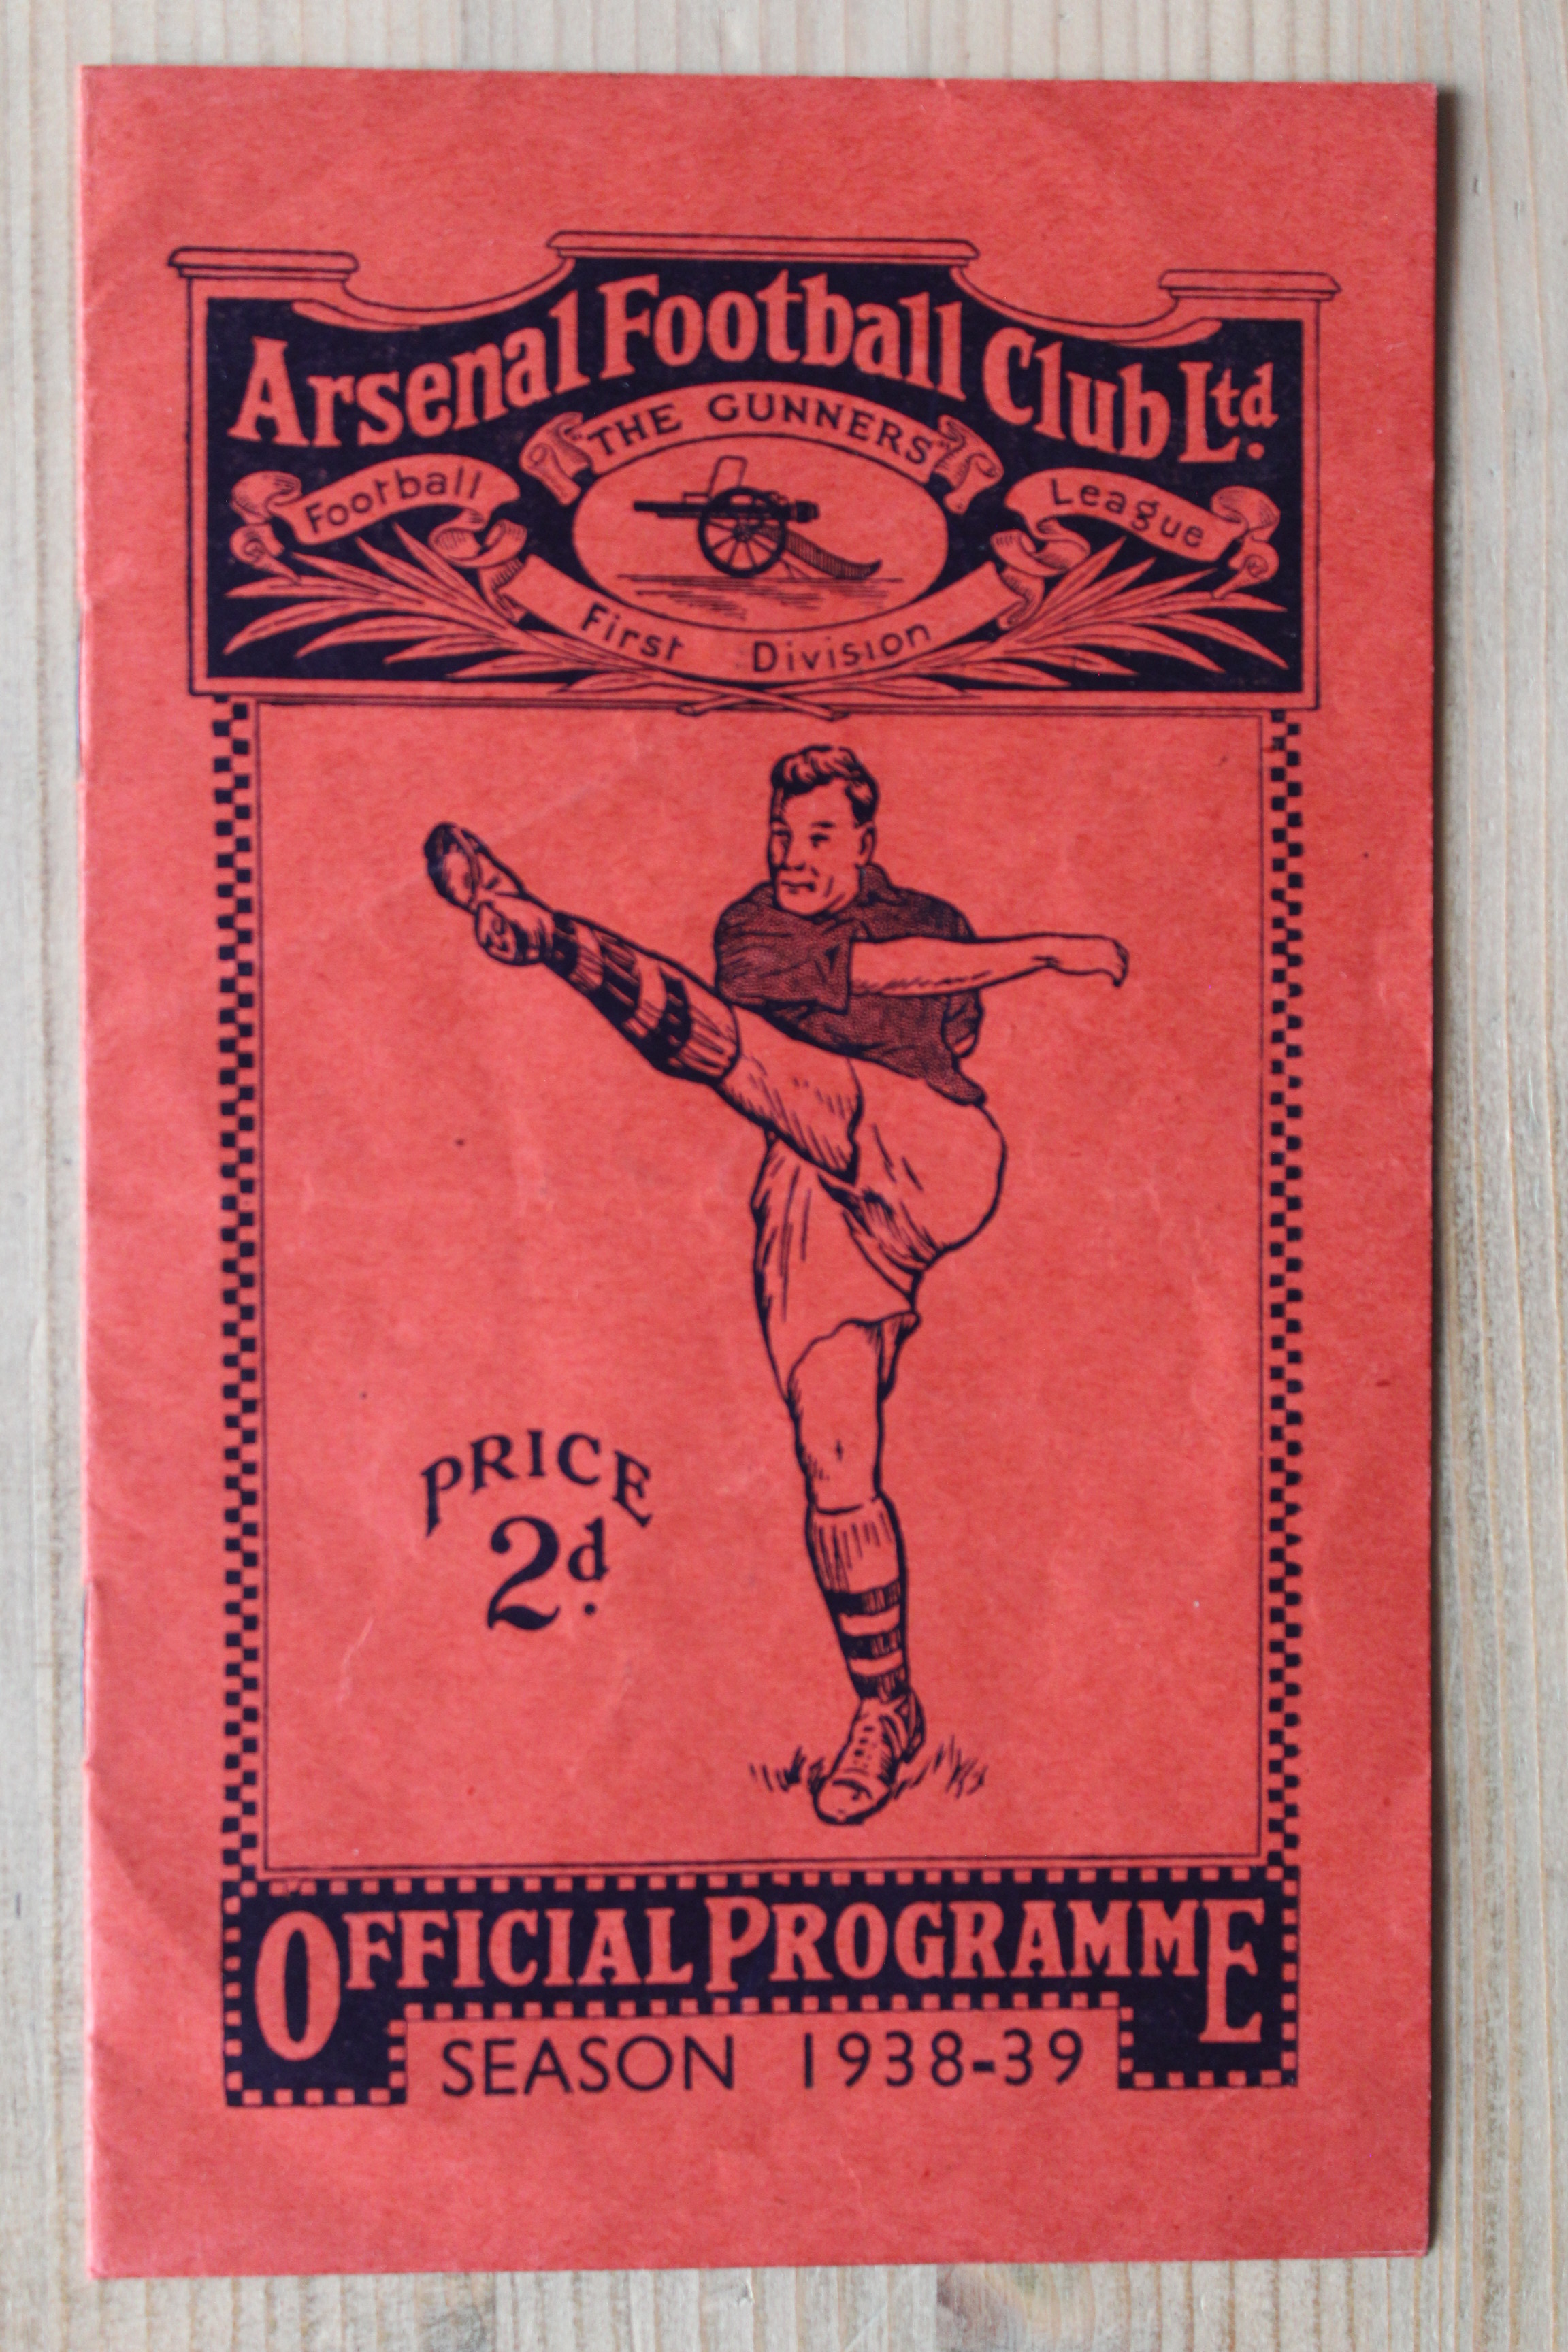 Arsenal Football Club Ltd.
"THE GUNNERS"
Football League
First Division
PRICE
2d.
OFFICIAL PROGRAMME
SEASON 1938-39